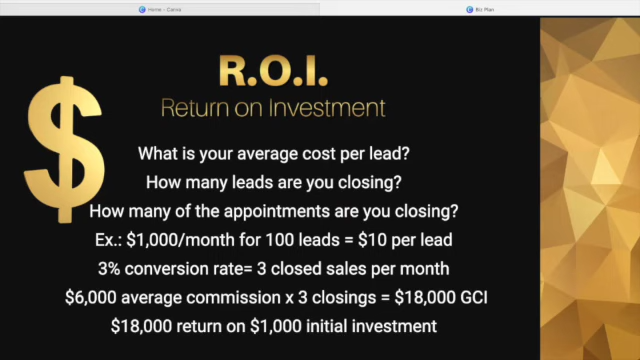 Home - Canva
Biz Plan
$
R.O.I.
Return on Investment
What is your average cost per lead?
How many leads are you closing?
How many of the appointments are you closing?
Ex.: $1,000/month for 100 leads = $10 per lead
3% conversion rate= 3 closed sales per month
$6,000 average commission x 3 closings = $18,000 GCI
$18,000 return on $1,000 initial investment